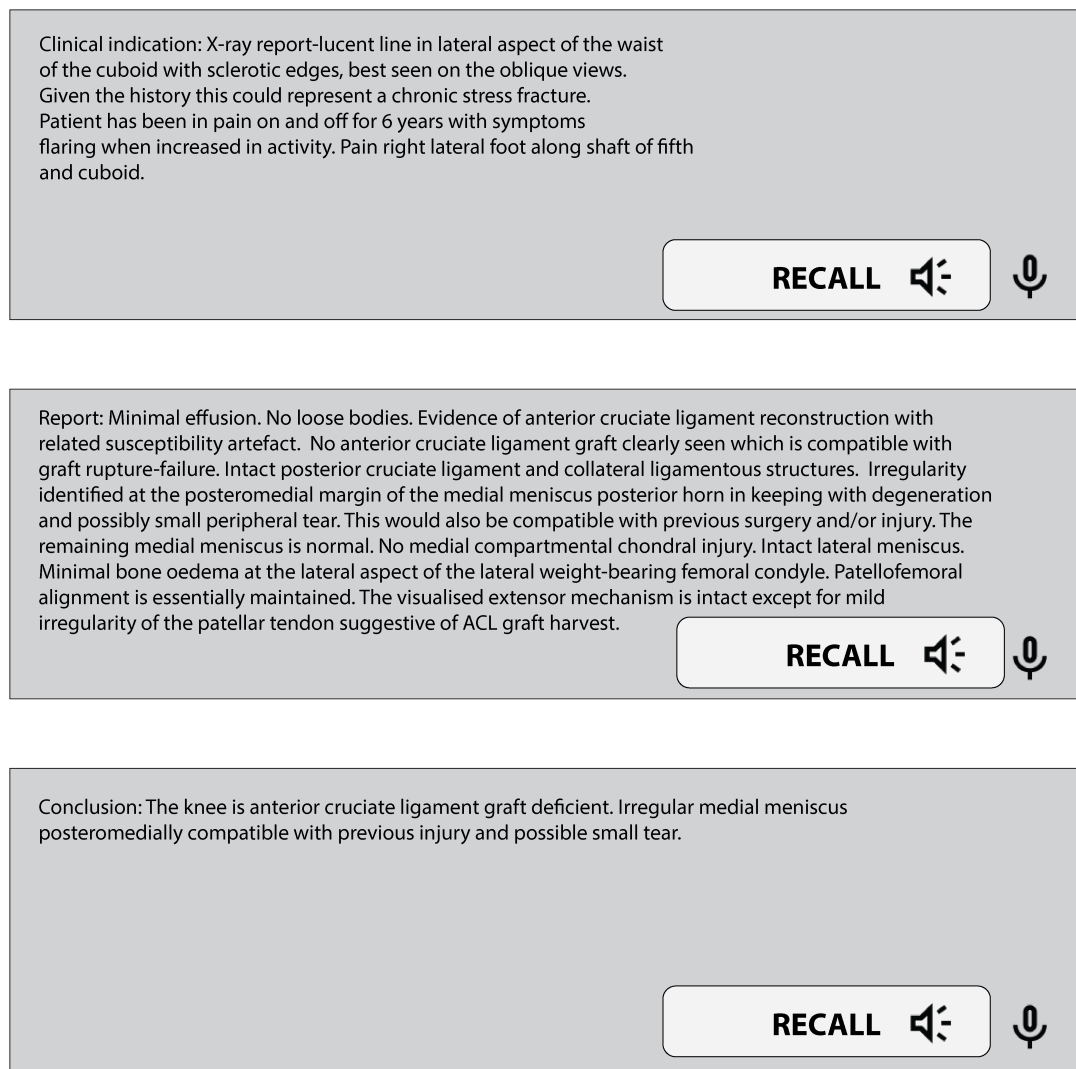 Clinical indication: X-ray report-lucent line in lateral aspect of the waist
of the cuboid with sclerotic edges, best seen on the oblique views.
Given the history this could represent a chronic stress fracture.
Patient has been in pain on and off for 6 years with symptoms
flaring when increased in activity. Pain right lateral foot along shaft of fifth
and cuboid.
RECALL
Report: Minimal effusion. No loose bodies. Evidence of anterior cruciate ligament reconstruction with
related susceptibility artefact.  No anterior cruciate ligament graft clearly seen which is compatible with
graft rupture-failure. Intact posterior cruciate ligament and collateral ligamentous structures.  Irregularity
identified at the posteromedial margin of the medial meniscus posterior horn in keeping with degeneration
and possibly small peripheral tear. This would also be compatible with previous surgery and/or injury. The
remaining medial meniscus is normal. No medial compartmental chondral injury. Intact lateral meniscus.
Minimal bone oedema at the lateral aspect of the lateral weight-bearing femoral condyle. Patellofemoral
alignment is essentially maintained. The visualised extensor mechanism is intact except for mild
irregularity of the patellar tendon suggestive of ACL graft harvest.
RECALL
Conclusion: The knee is anterior cruciate ligament graft deficient. Irregular medial meniscus
posteromedially compatible with previous injury and possible small tear.
RECALL